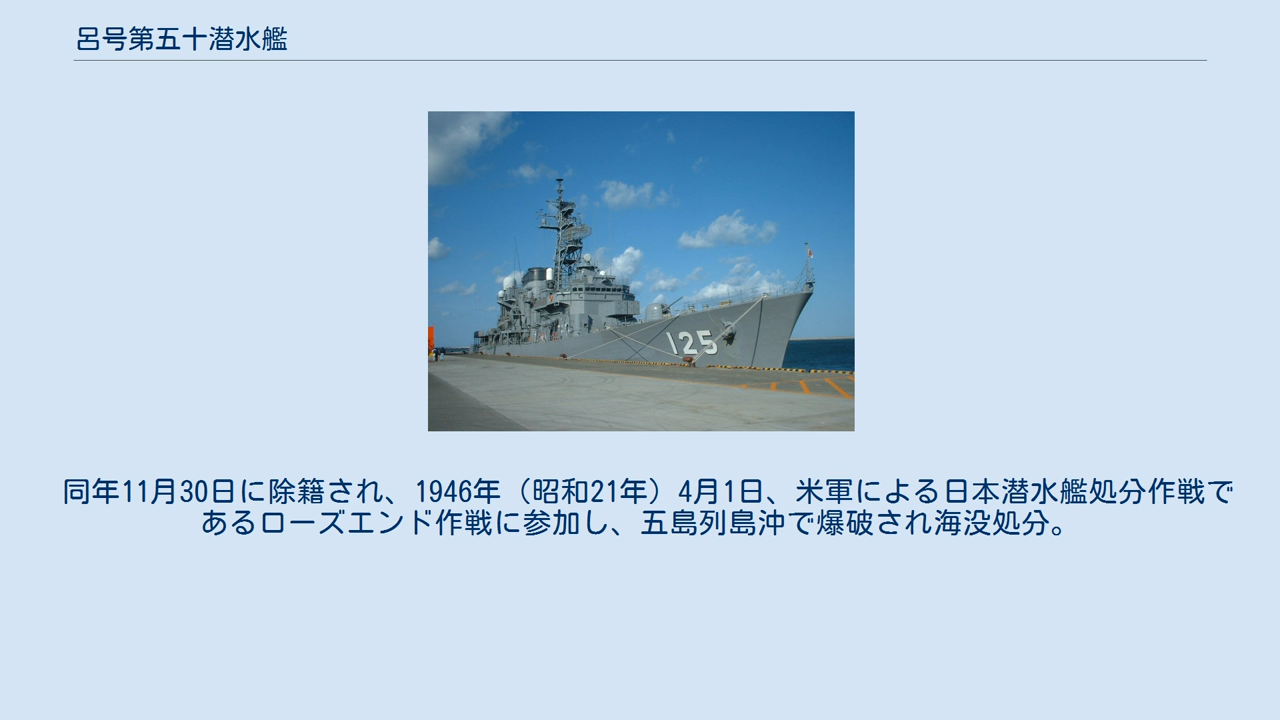 呂号第五十潜水艦
125
同年11月30日に除籍され、1946年（昭和21年）4月1日、米軍による日本潜水艦処分作戦で
あるローズエンド作戦に参加し、五島列島沖で爆破され海没処分。